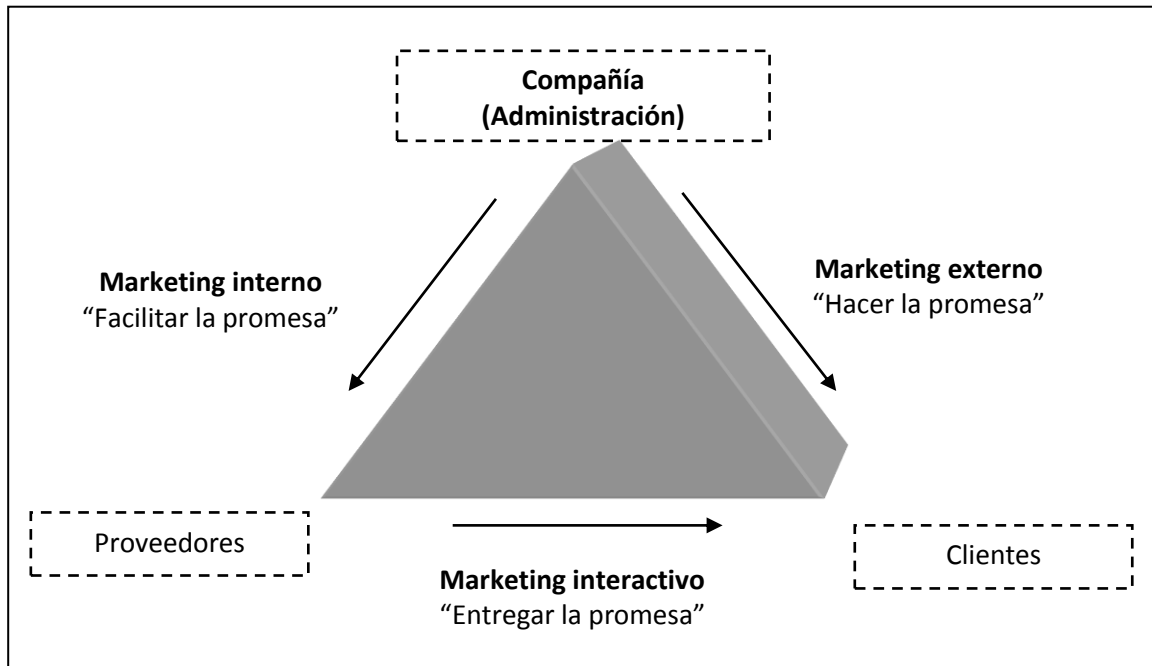 Compañía
(Administración)
Marketing interno
“Facilitar la promesa”
Marketing externo
“Hacer la promesa”
Proveedores
Clientes
Marketing interactivo
“Entregar la promesa”